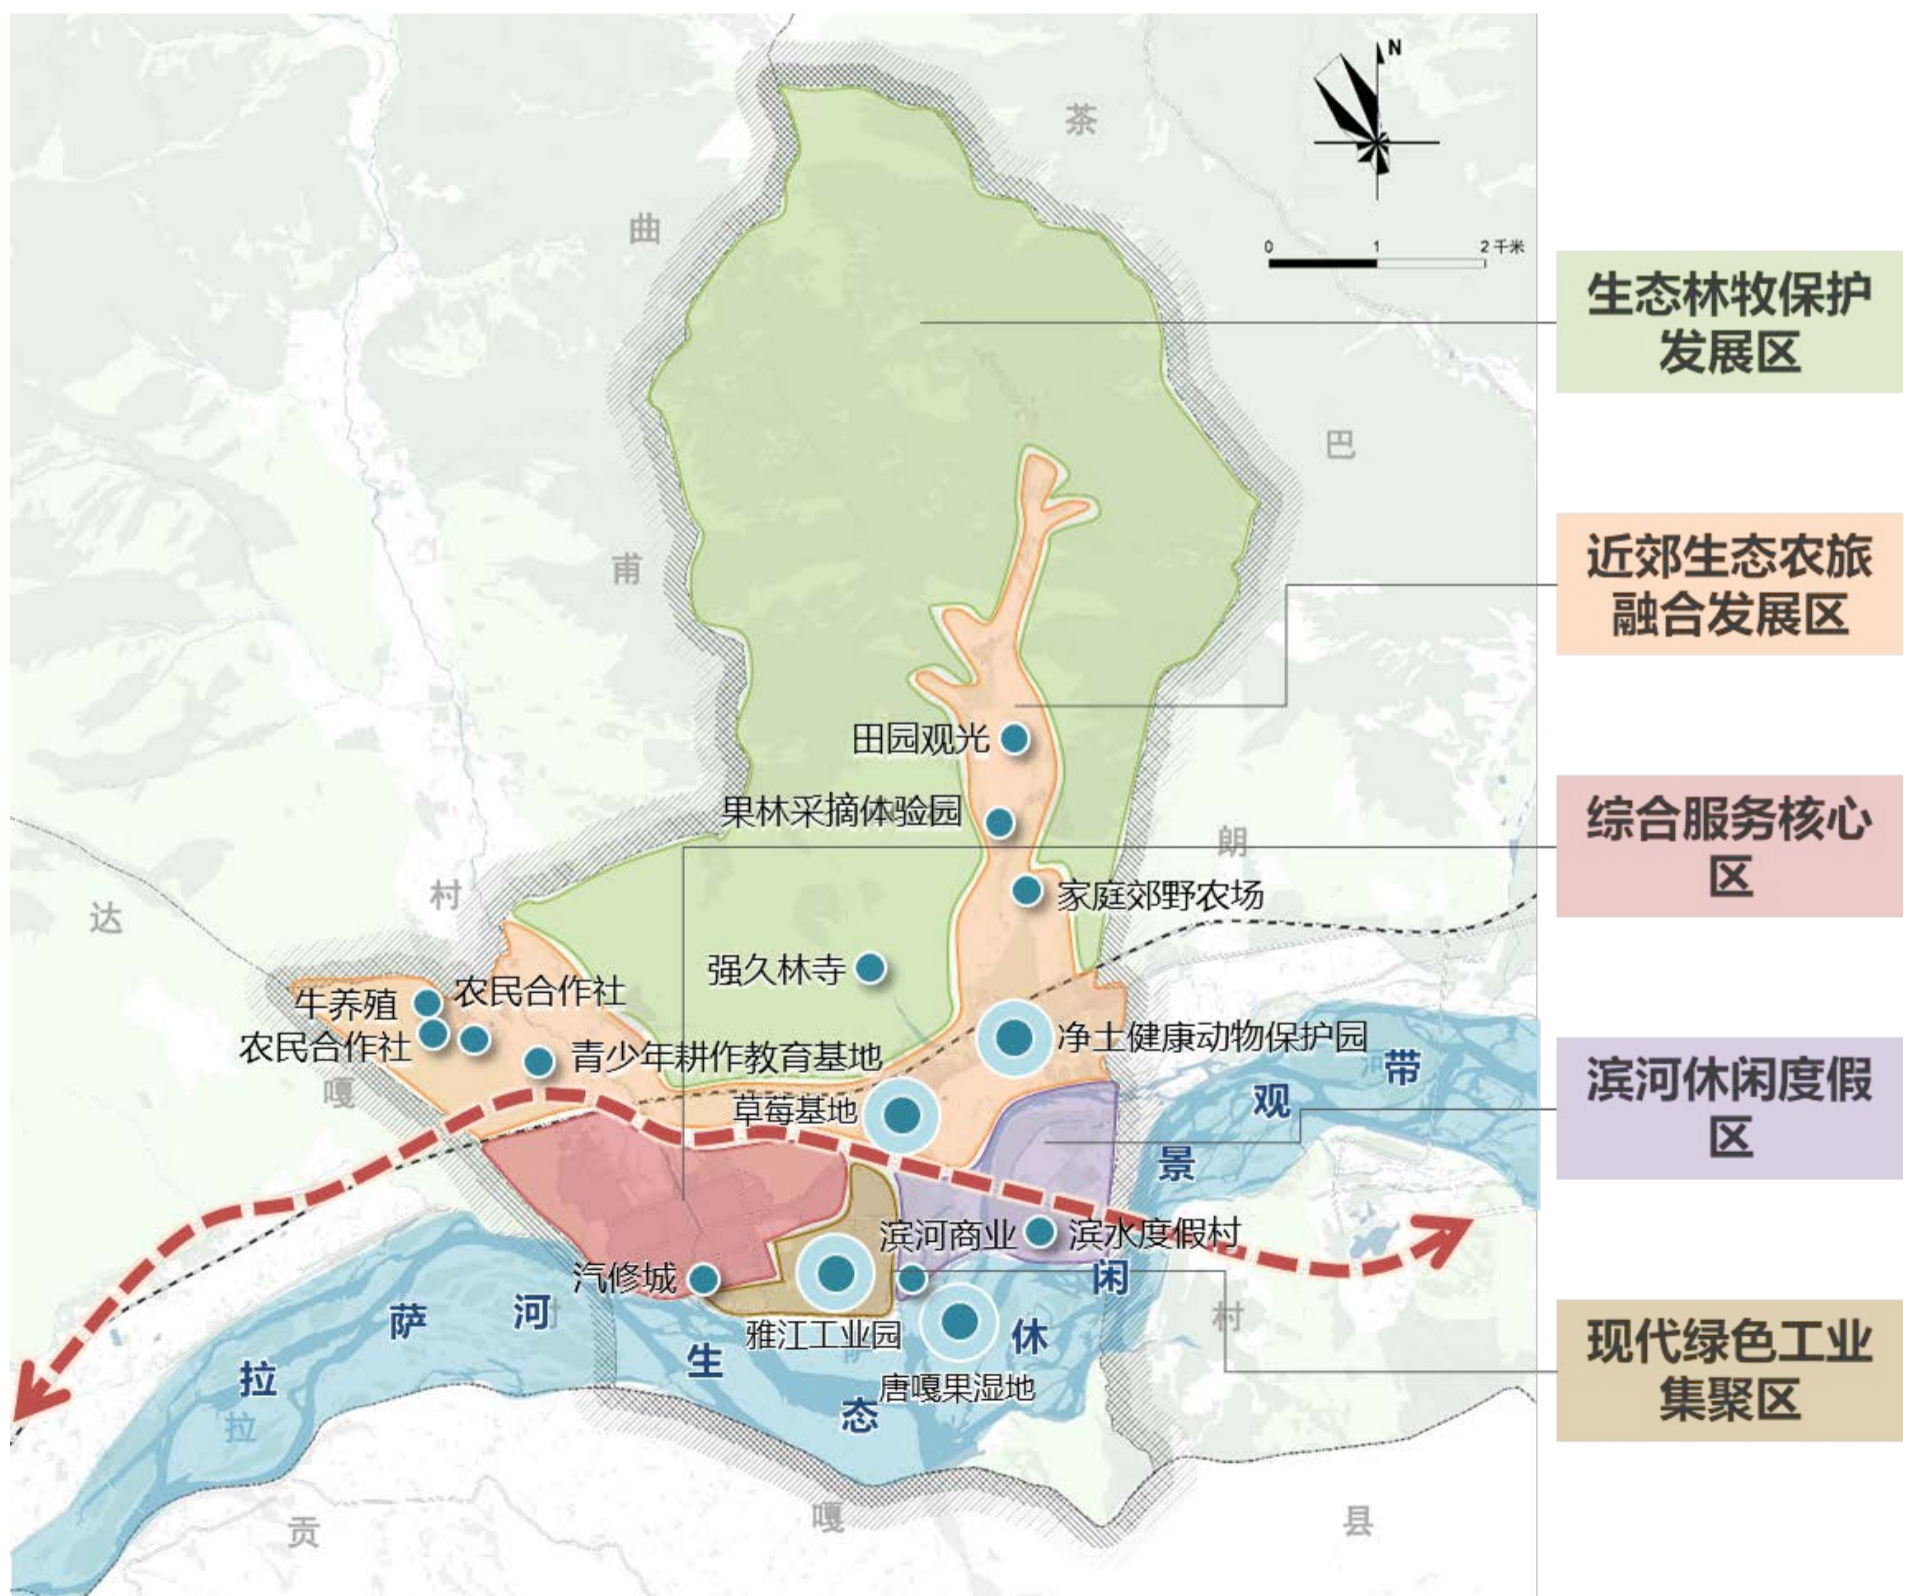 N
茶
曲
0 1 2 千米
生态林牧保护
发展区
巴
甫
近郊生态农旅
融合发展区
田园观光
果林采摘体验园
朗
综合服务核心
区
村
达
家庭郊野农场
强久林寺
牛养殖
农民合作社
农民合作社
青少年耕作教育基地
净土健康动物保护园
嘎
草莓基地
滨河休闲度假
区
滨河商业
滨水度假村
汽修城
雅江工业园
唐嘎果湿地
村
拉萨河生态休闲景观带
拉
现代绿色工业
集聚区
贡
嘎
县